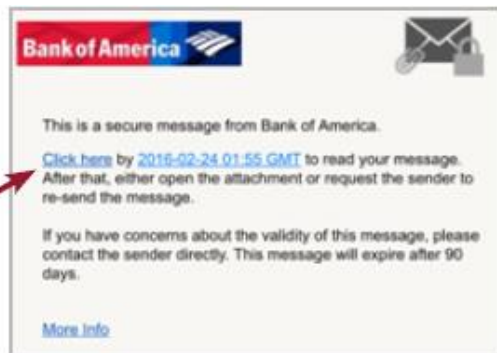 Bank of America
This is a secure message from Bank of America.
Click here by 2016-02-24 01:55 GMT to read your message.
After that, either open the attachment or request the sender to
re-send the message.
If you have concerns about the validity of this message, please
contact the sender directly. This message will expire after 90
days.
More Info